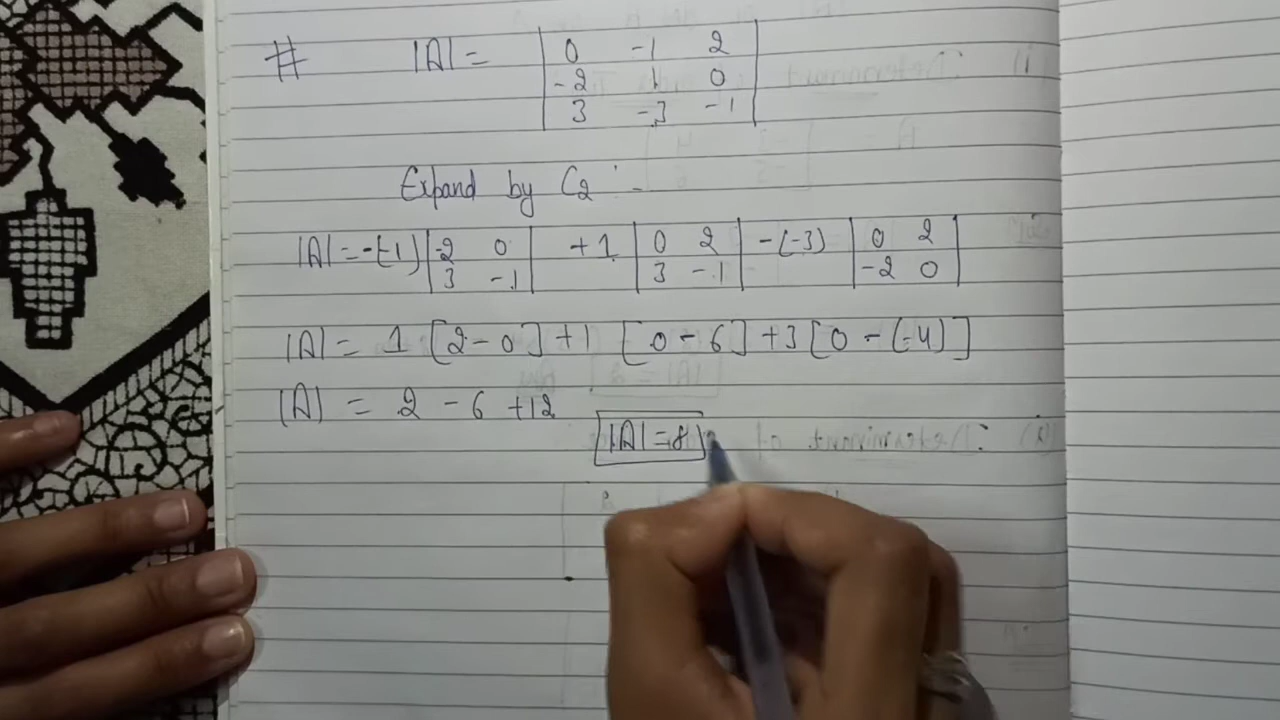 # |A| = | 0 -1 2 |
| -2 1 0 |
| 3 -3 -1 |
Expand by C2 :-
|A| = -(-1) | -2 0 | +1 | 0 2 | -(-3) | 0 2 |
| 3 -1 | | 3 -1 | | -2 0 |
|A| = 1 [2 - 0] + 1 [0 - 6] + 3 [0 - (-4)]
|A| = 2 - 6 + 12
|A| = 8